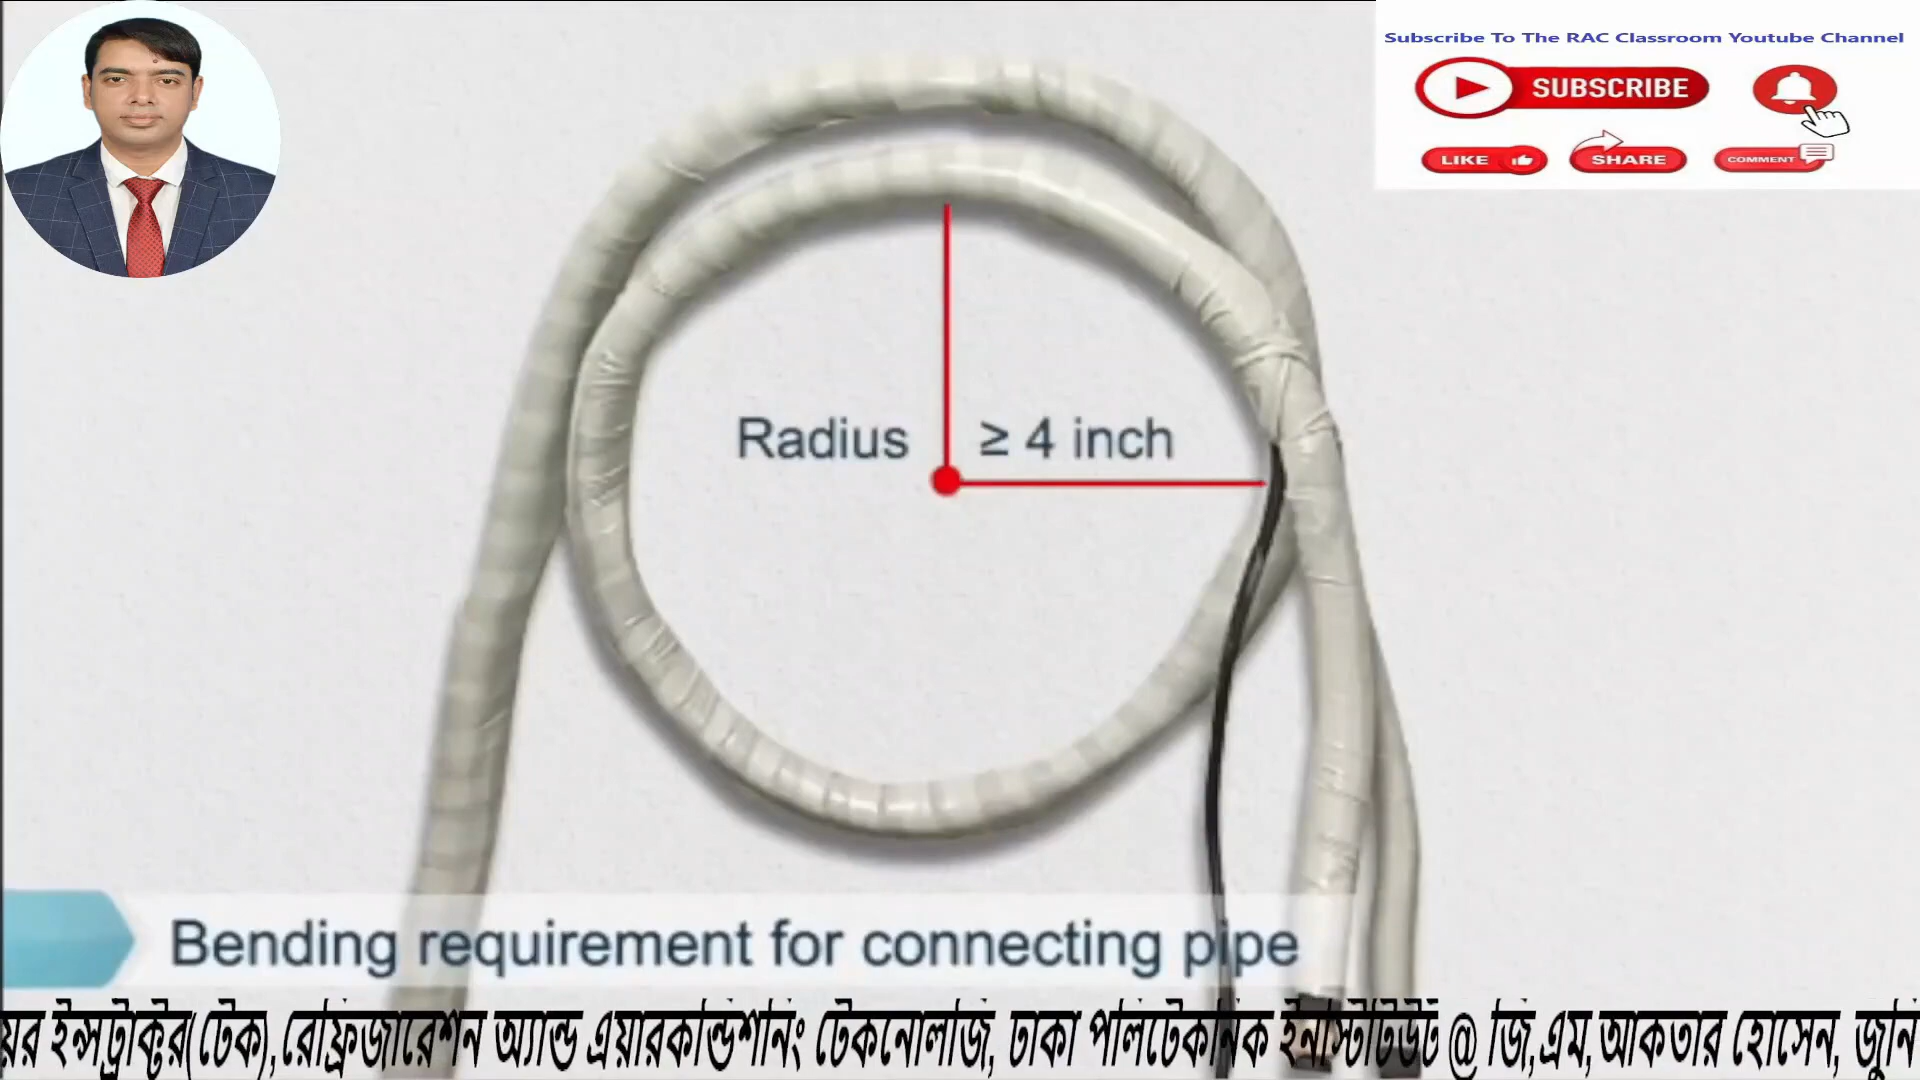 Subscribe To The RAC Classroom Youtube Channel
SUBSCRIBE
LIKE
SHARE
COMMENT
Radius ≥ 4 inch
Bending requirement for connecting pipe
ইন্সট্রাক্টর(টেক),রেফ্রিজারেশন অ্যান্ড এয়ারকন্ডিশনিং টেকনোলজি, ঢাকা পলিটেকনিক ইনস্টিটিউট @ জি,এম,আকতার হোসেন,